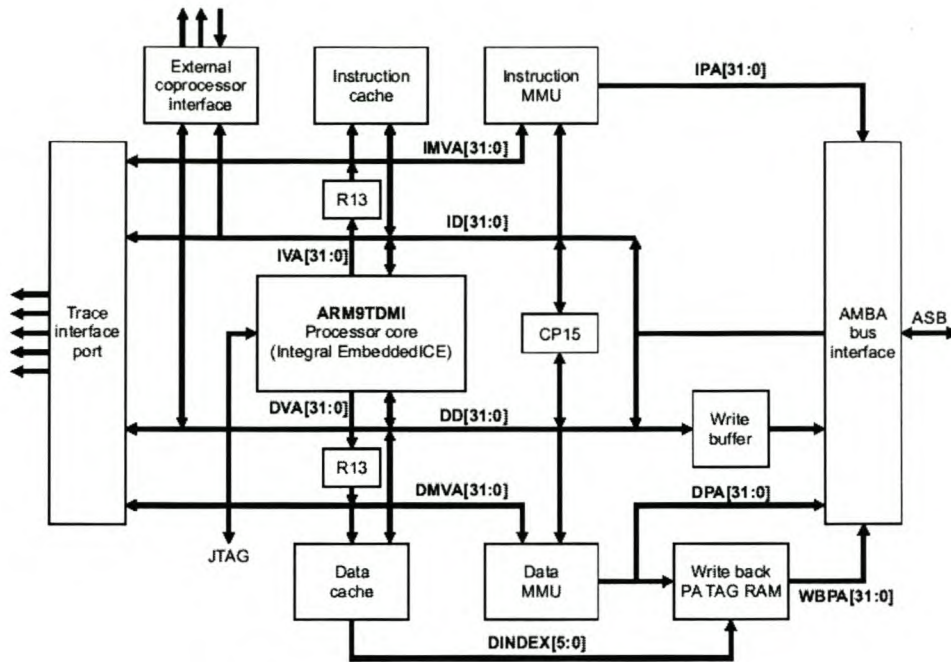 External
coprocessor
interface
Instruction
cache
Instruction
MMU
IPA[31:0]
IMVA[31:0]
R13
ID[31:0]
IVA[31:0]
Trace
interface
port
ARM9TDMI
Processor core
(Integral EmbeddedICE)
CP15
AMBA
bus
interface
ASB
DVA[31:0]
DD[31:0]
Write
buffer
R13
DMVA[31:0]
DPA[31:0]
JTAG
Data
cache
Data
MMU
Write back
PA TAG RAM
WBPA[31:0]
DINDEX[5:0]